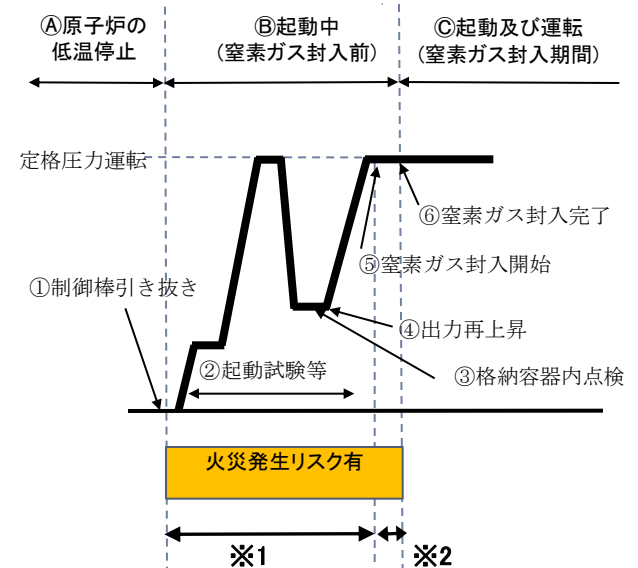 Ⓐ原子炉の
低温停止
Ⓑ起動中
(窒素ガス封入前)
Ⓒ起動及び運転
(窒素ガス封入期間)
定格圧力運転
⑥窒素ガス封入完了
⑤窒素ガス封入開始
①制御棒引き抜き
④出力再上昇
②起動試験等
③格納容器内点検
火災発生リスク有
※1
※2